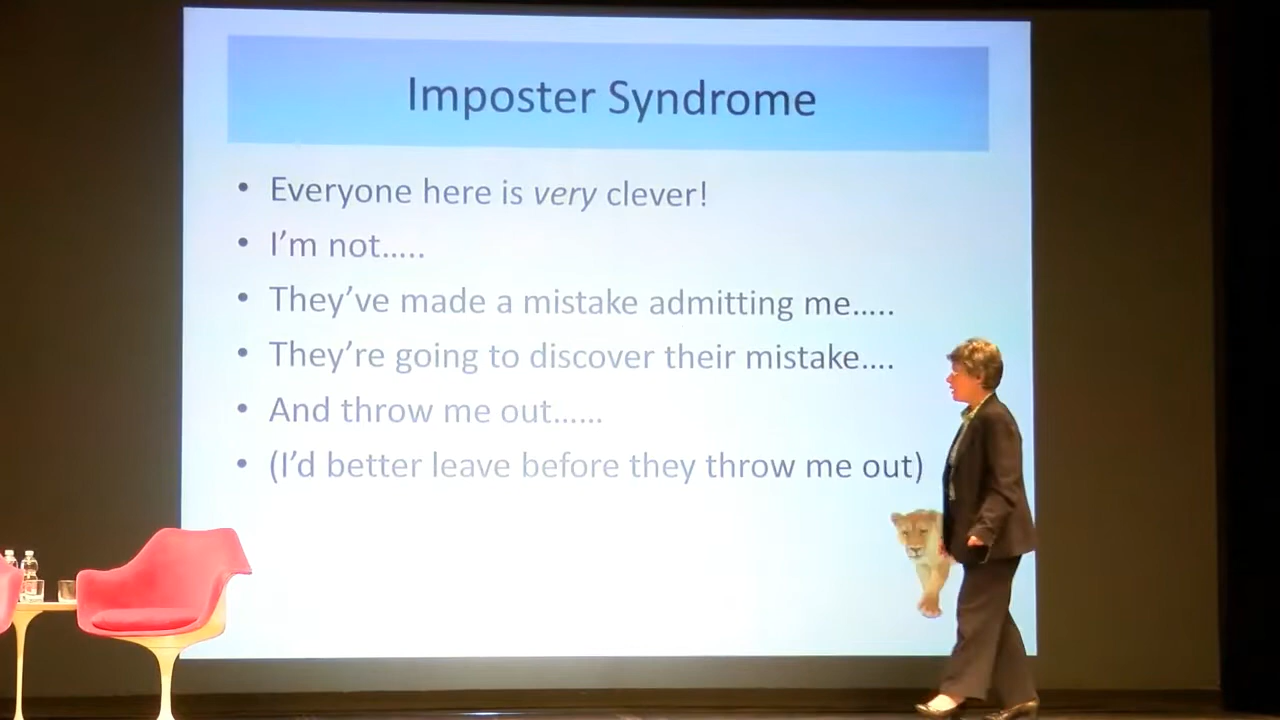 Imposter Syndrome
• Everyone here is very clever!
• I'm not.....
• They've made a mistake admitting me.....
• They're going to discover their mistake....
• And throw me out......
• (I'd better leave before they throw me out)